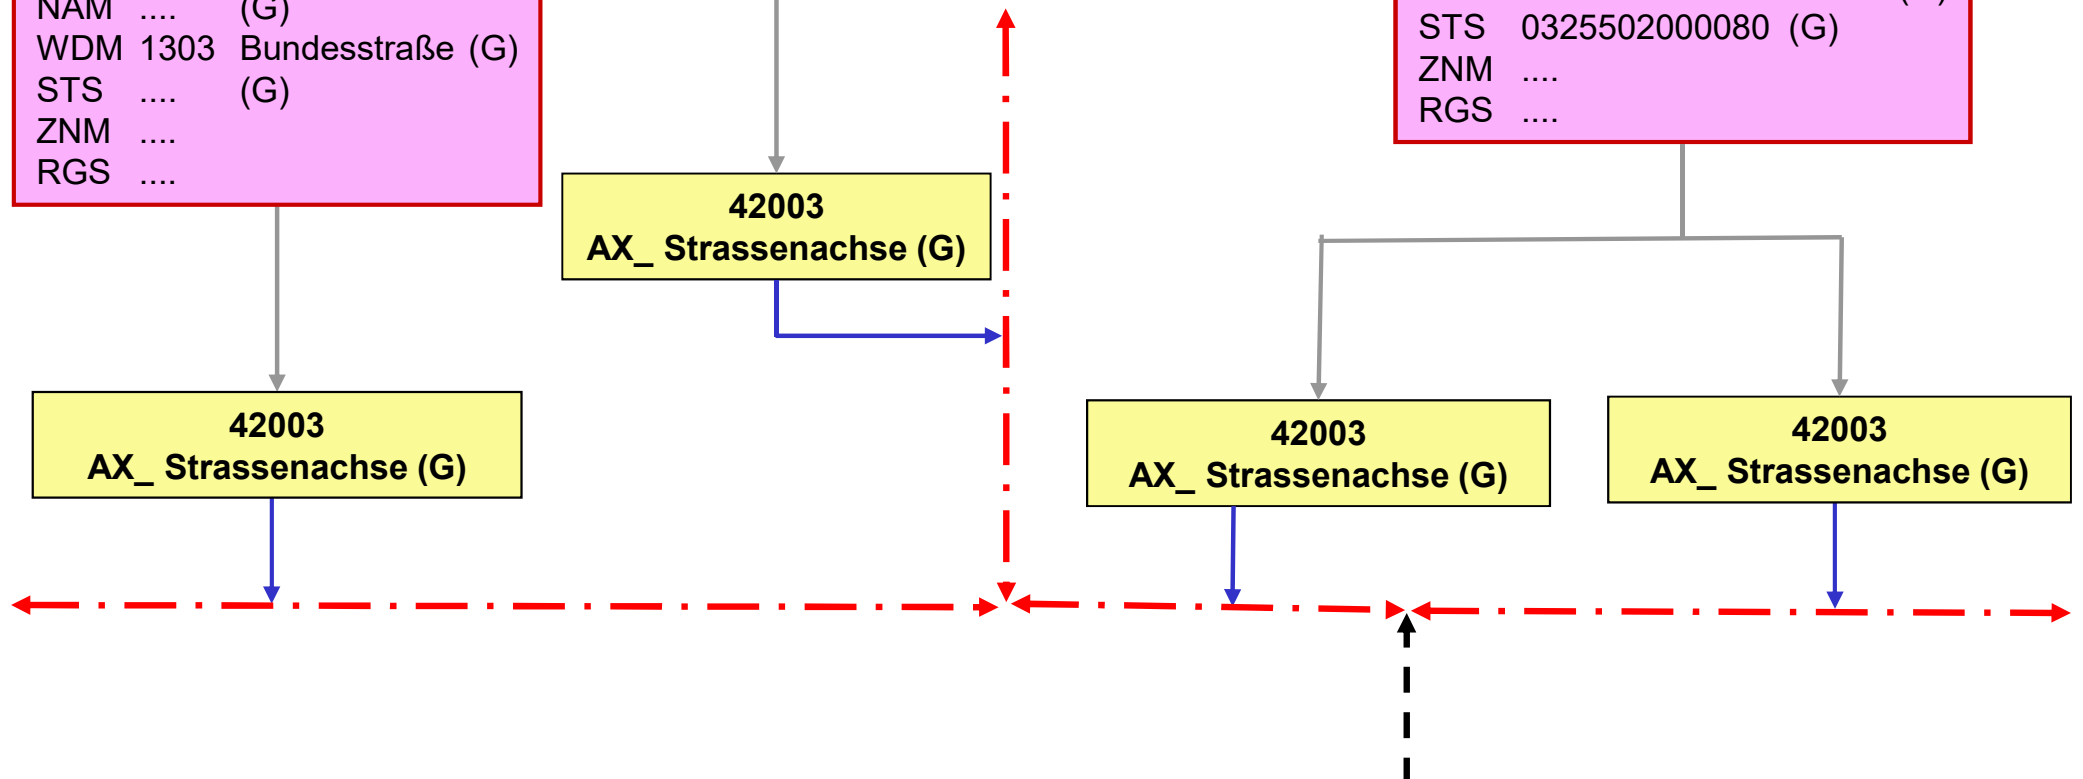 NAM .... (G)
WDM 1303 Bundesstraße (G)
STS .... (G)
ZNM ....
RGS ....
STS 0325502000080 (G)
ZNM ....
RGS ....
42003
AX_ Strassenachse (G)
42003
AX_ Strassenachse (G)
42003
AX_ Strassenachse (G)
42003
AX_ Strassenachse (G)